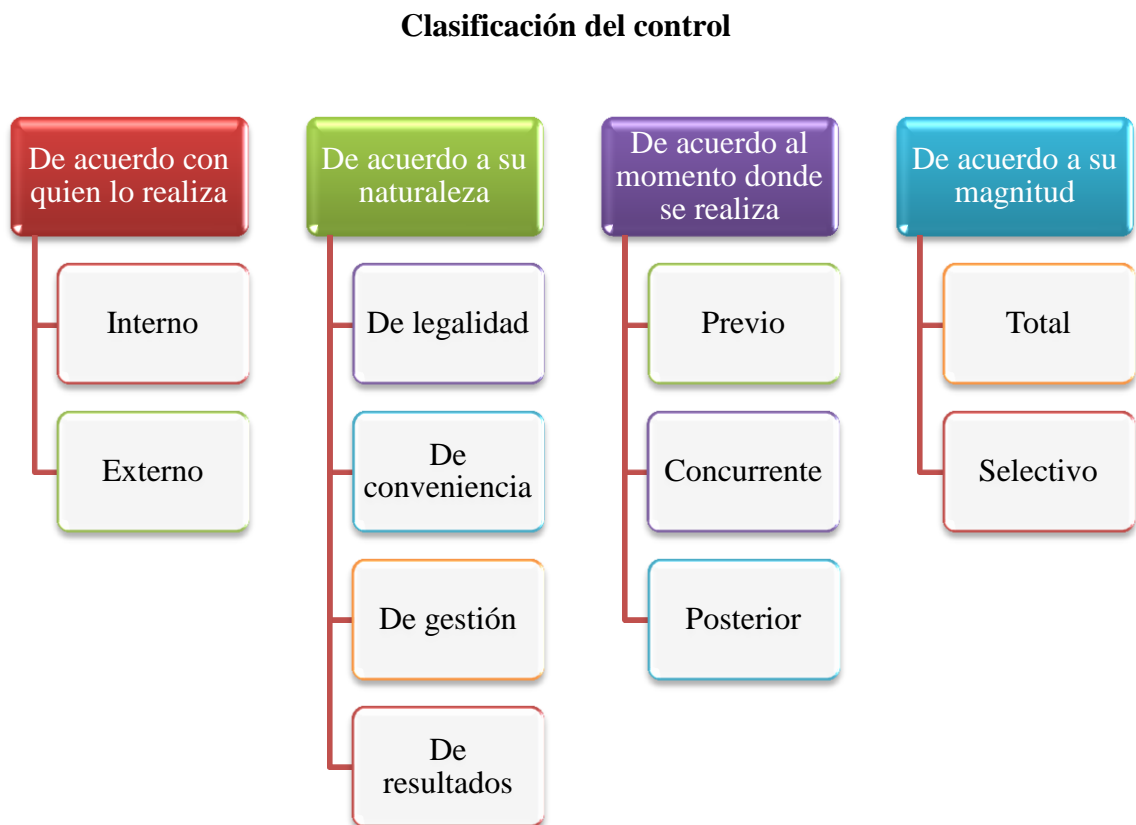 Clasificación del control
De acuerdo con
quien lo realiza
Interno
Externo
De acuerdo a su
naturaleza
De legalidad
De
conveniencia
De gestión
De
resultados
De acuerdo al
momento donde
se realiza
Previo
Concurrente
Posterior
De acuerdo a su
magnitud
Total
Selectivo